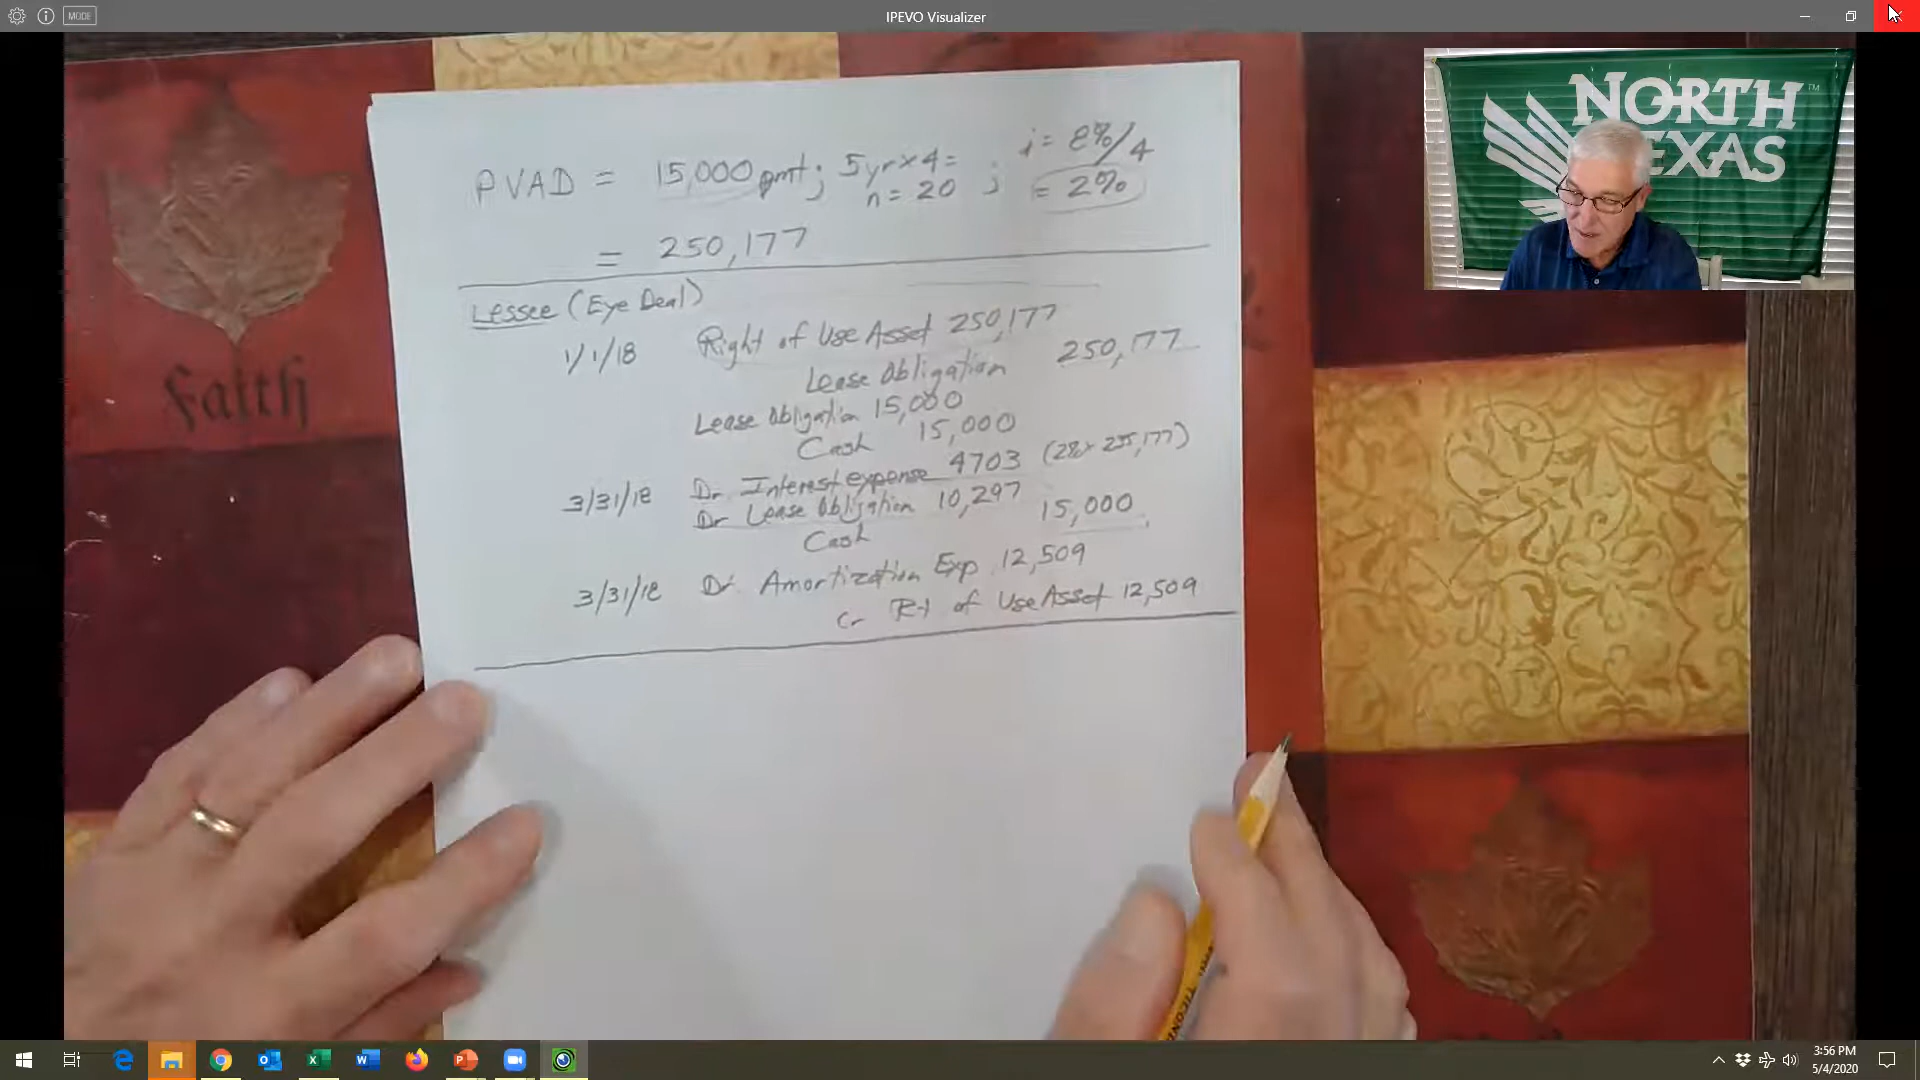 MODE
IPEVO Visualizer
NORTH
TEXAS
TM
PVAD = 15,000 pmt; 5yr x 4= ; i = 8%/4
n = 20 = 2%
= 250,177
Lessee (Eye Deal)
1/1/18 Right of Use Asset 250,177
Lease Obligation 250,177
Lease Obligation 15,000
Cash 15,000
3/31/18 Dr Interest expense 4703 (2% x 235,177)
Dr Lease Obligation 10,297
Cash 15,000
3/31/18 Dr Amortization Exp 12,509
Cr Rt of Use Asset 12,509
Faith
3:56 PM
5/4/2020